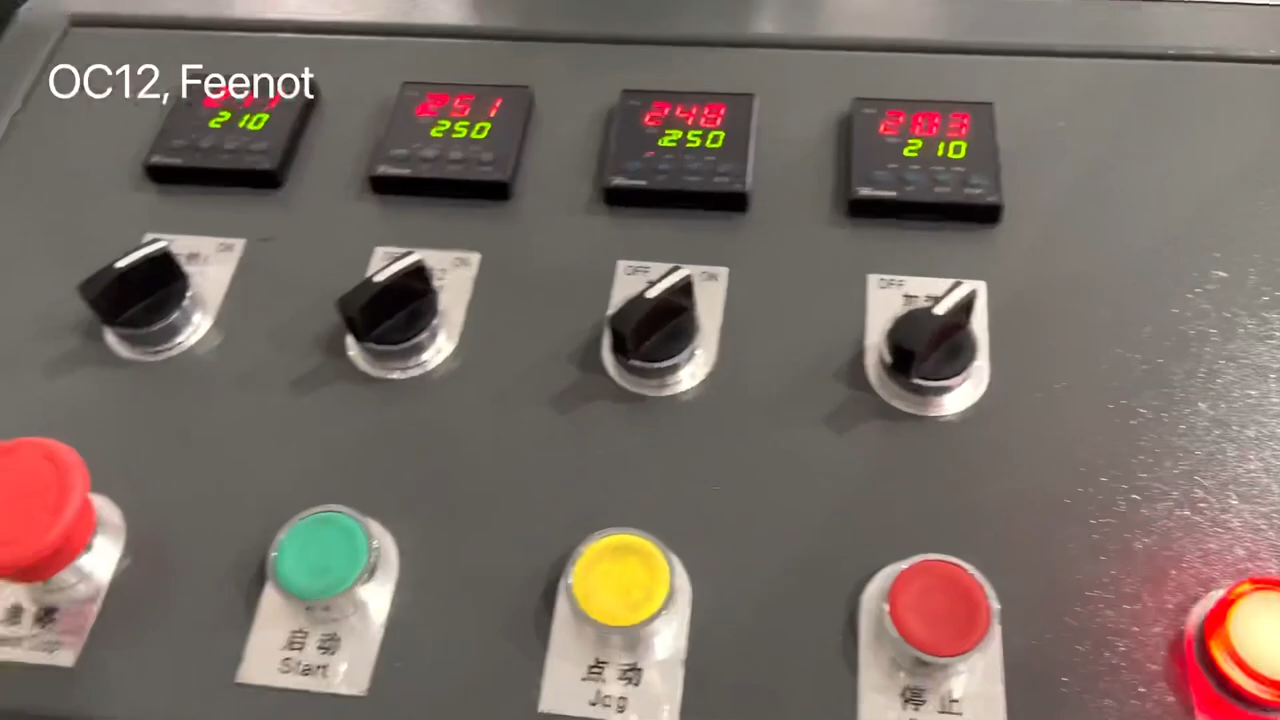 OC12, Feenot
210
251
250
248
250
203
210
ON
ON
OFF
ON
OFF
启动
Start
点动
Jog
停止